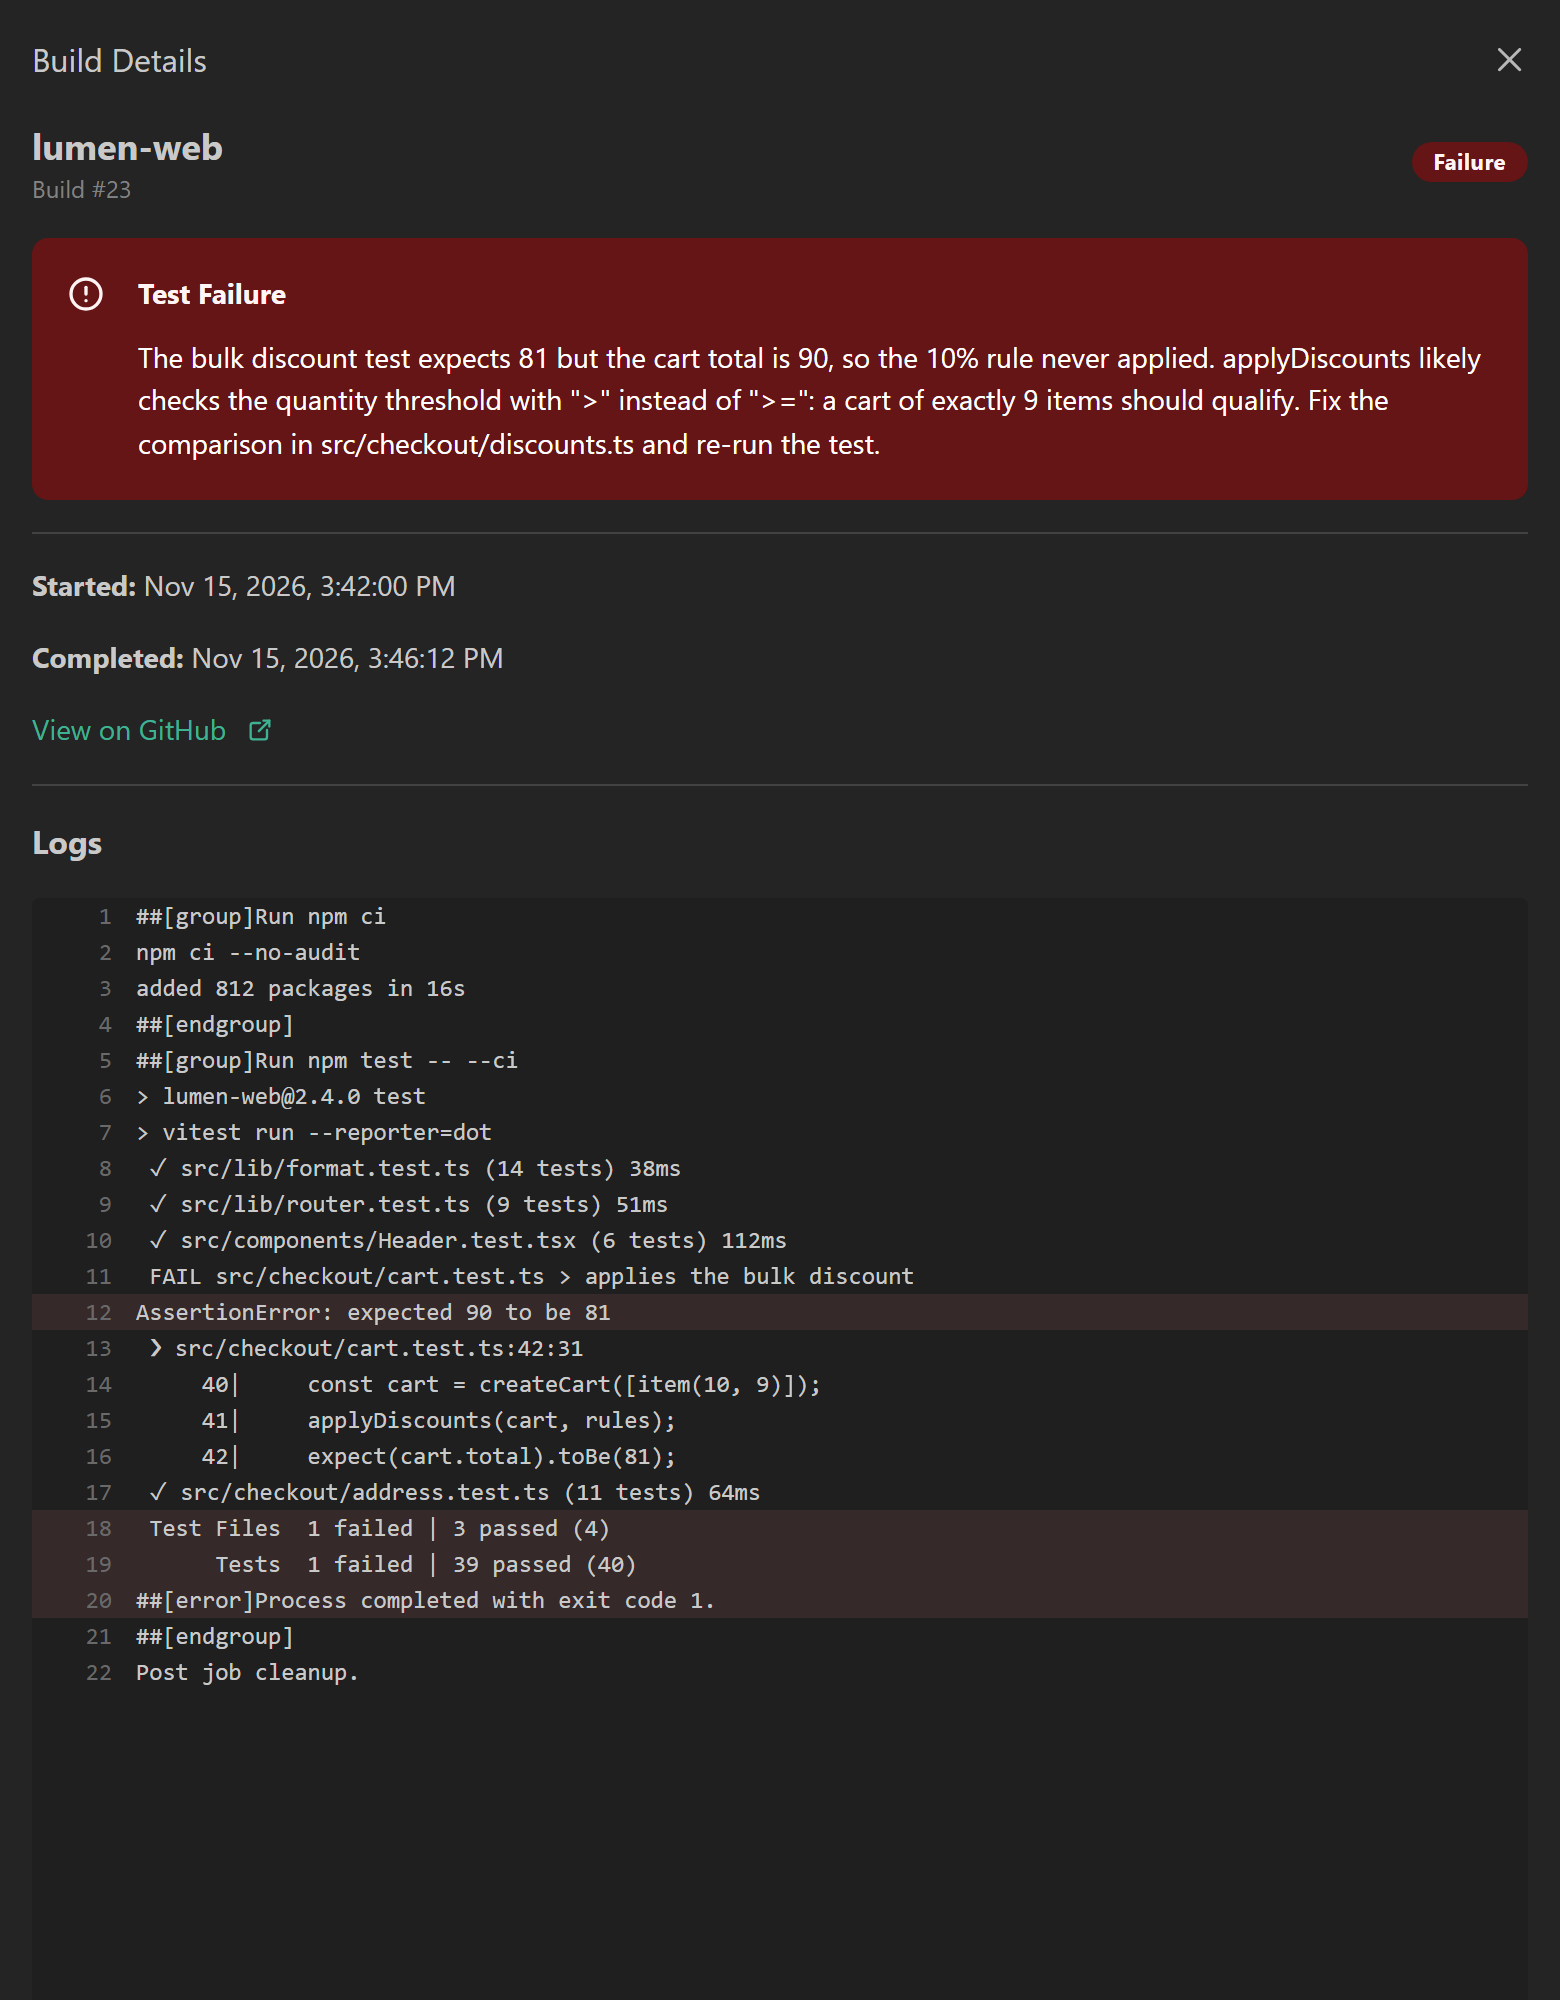 Build Details
lumen-web
Build #23
Failure
Test Failure
The bulk discount test expects 81 but the cart total is 90, so the 10% rule never applied. applyDiscounts likely
checks the quantity threshold with ">" instead of ">=": a cart of exactly 9 items should qualify. Fix the
comparison in src/checkout/discounts.ts and re-run the test.
Started: Nov 15, 2026, 3:42:00 PM
Completed: Nov 15, 2026, 3:46:12 PM
View on GitHub
Logs
1 ##[group]Run npm ci
2 npm ci --no-audit
3 added 812 packages in 16s
4 ##[endgroup]
5 ##[group]Run npm test -- --ci
6 > lumen-web@2.4.0 test
7 > vitest run --reporter=dot
8 ✓ src/lib/format.test.ts (14 tests) 38ms
9 ✓ src/lib/router.test.ts (9 tests) 51ms
10 ✓ src/components/Header.test.tsx (6 tests) 112ms
11 FAIL src/checkout/cart.test.ts > applies the bulk discount
12 AssertionError: expected 90 to be 81
13 ❯ src/checkout/cart.test.ts:42:31
14 40| const cart = createCart([item(10, 9)]);
15 41| applyDiscounts(cart, rules);
16 42| expect(cart.total).toBe(81);
17 ✓ src/checkout/address.test.ts (11 tests) 64ms
18 Test Files 1 failed | 3 passed (4)
19 Tests 1 failed | 39 passed (40)
20 ##[error]Process completed with exit code 1.
21 ##[endgroup]
22 Post job cleanup.